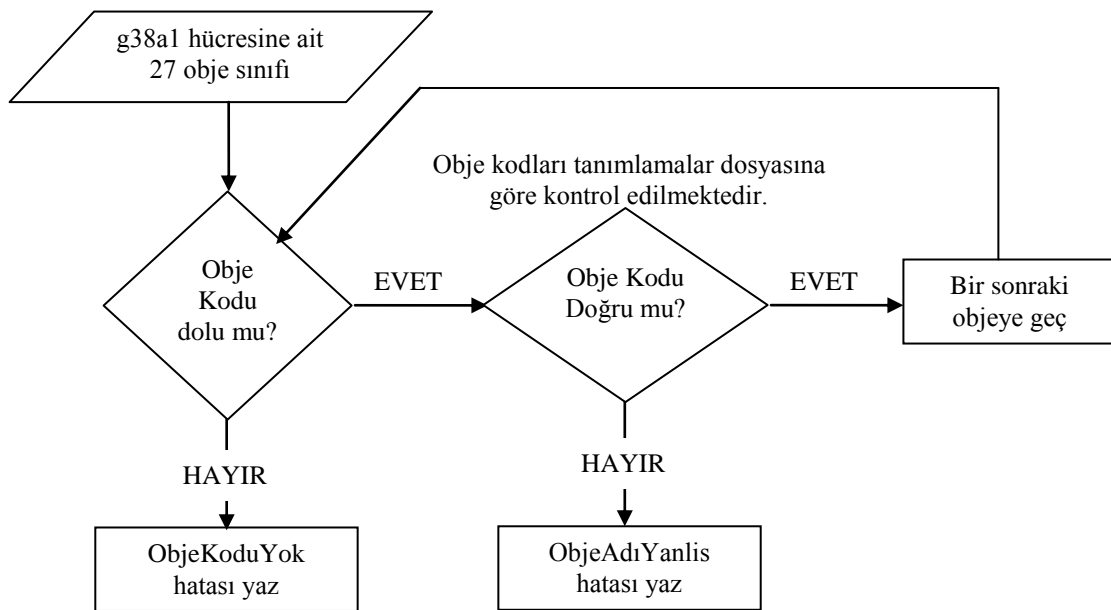 g38a1 hücresine ait
27 obje sınıfı
Obje kodları tanımlamalar dosyasına
göre kontrol edilmektedir.
Obje
Kodu
dolu mu?
EVET
Obje Kodu
Doğru mu?
EVET
Bir sonraki
objeye geç
HAYIR
HAYIR
ObjeKoduYok
hatası yaz
ObjeAdıYanlis
hatası yaz